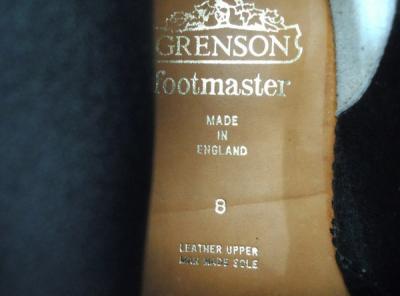 GRENSON
footmaster
MADE
IN
ENGLAND
8
LEATHER UPPER
MAN MADE SOLE